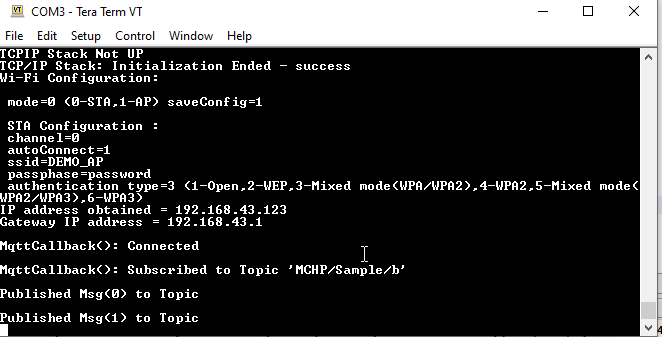 COM3 - Tera Term VT
File Edit Setup Control Window Help
TCPIP Stack Not UP
TCP/IP Stack: Initialization Ended - success
Wi-Fi Configuration:
mode=0 (0-STA,1-AP) saveConfig=1
STA Configuration :
channel=0
autoConnect=1
ssid=DEMO_AP
passphase=password
authentication type=3 (1-Open,2-WEP,3-Mixed mode(WPA/WPA2),4-WPA2,5-Mixed mode(
WPA2/WPA3),6-WPA3)
IP address obtained = 192.168.43.123
Gateway IP address = 192.168.43.1
MqttCallback(): Connected
MqttCallback(): Subscribed to Topic 'MCHP/Sample/b'
Published Msg(0) to Topic
Published Msg(1) to Topic